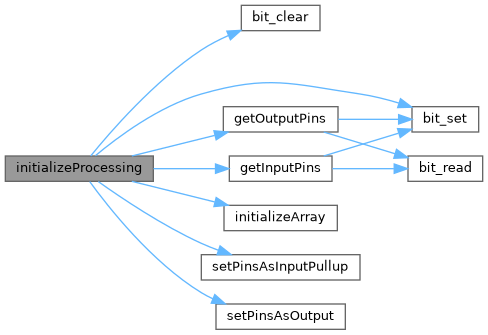 bit_clear
getOutputPins
bit_set
initializeProcessing
getInputPins
bit_read
initializeArray
setPinsAsInputPullup
setPinsAsOutput